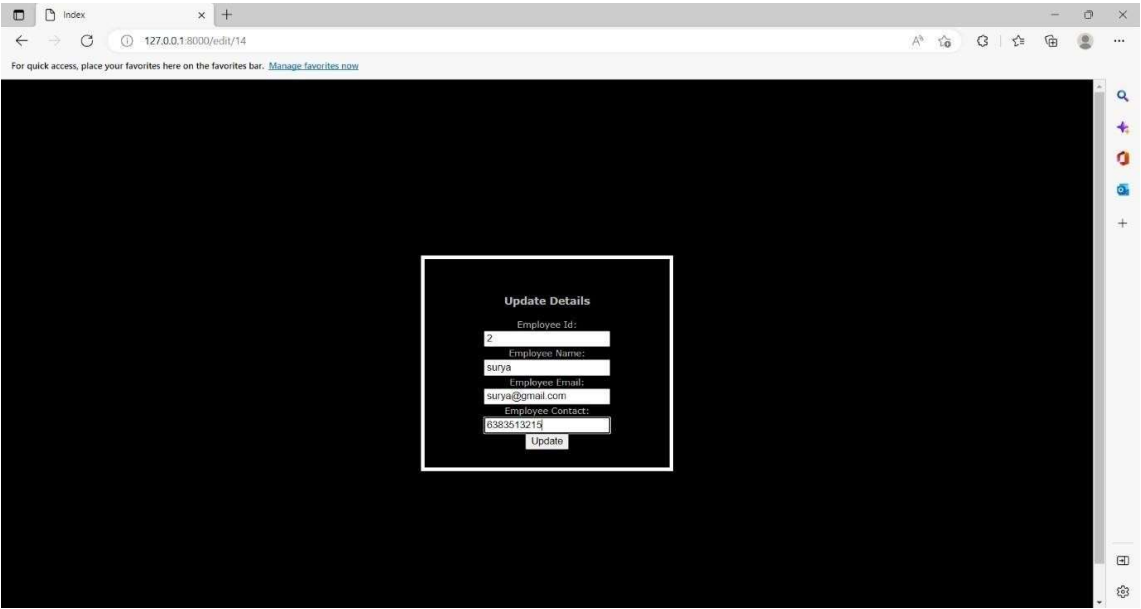 Index
127.0.0.1:8000/edit/14
For quick access, place your favorites here on the favorites bar. Manage favorites now
Update Details
Employee Id:
2
Employee Name:
surya
Employee Email:
surya@gmail.com
Employee Contact:
6383513215
Update